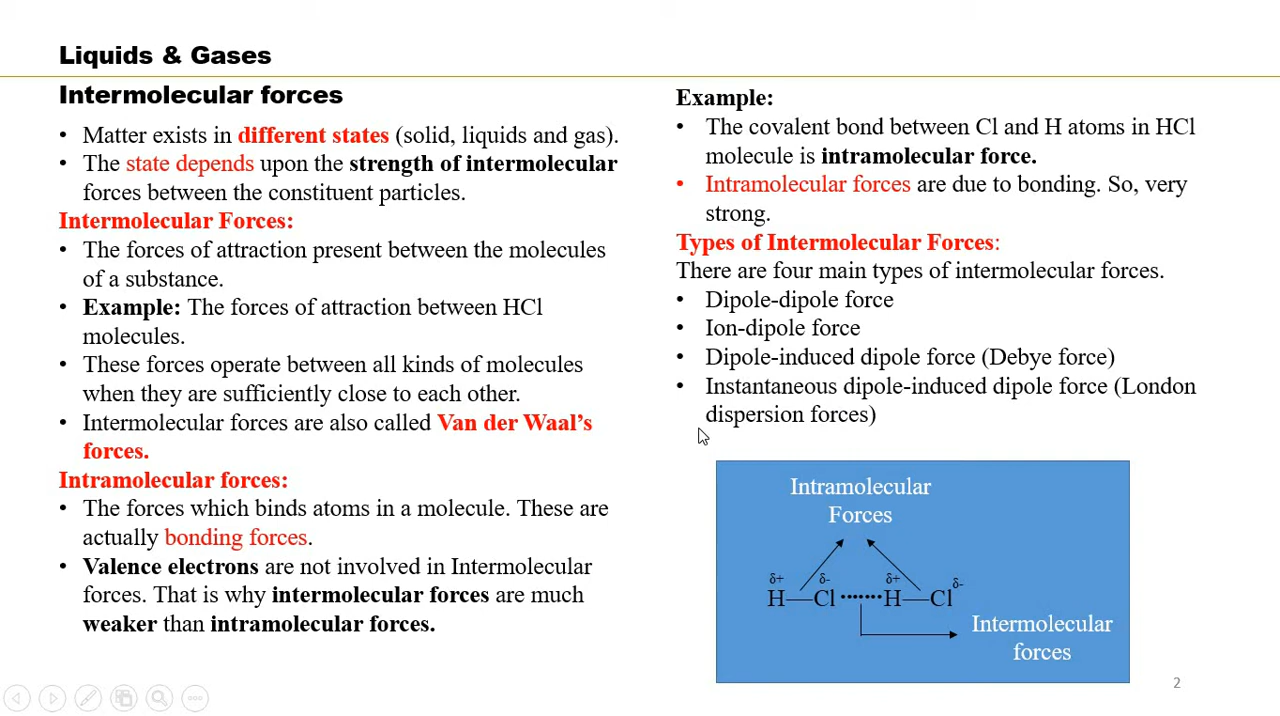 Liquids & Gases
Intermolecular forces
• Matter exists in different states (solid, liquids and gas).
• The state depends upon the strength of intermolecular
forces between the constituent particles.
Intermolecular Forces:
• The forces of attraction present between the molecules
of a substance.
• Example: The forces of attraction between HCl
molecules.
• These forces operate between all kinds of molecules
when they are sufficiently close to each other.
• Intermolecular forces are also called Van der Waal’s
forces.
Intramolecular forces:
• The forces which binds atoms in a molecule. These are
actually bonding forces.
• Valence electrons are not involved in Intermolecular
forces. That is why intermolecular forces are much
weaker than intramolecular forces.
Example:
• The covalent bond between Cl and H atoms in HCl
molecule is intramolecular force.
• Intramolecular forces are due to bonding. So, very
strong.
Types of Intermolecular Forces:
There are four main types of intermolecular forces.
• Dipole-dipole force
• Ion-dipole force
• Dipole-induced dipole force (Debye force)
• Instantaneous dipole-induced dipole force (London
dispersion forces)
Intramolecular
Forces
δ+ δ- δ+ δ-
H—Cl·······H—Cl
Intermolecular
forces
2